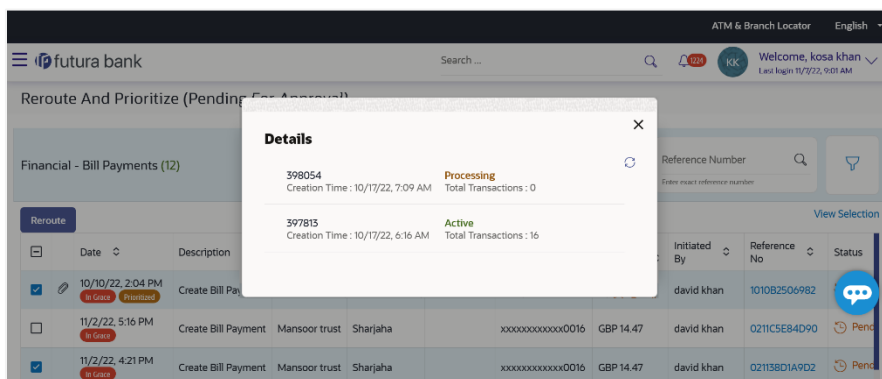 ATM & Branch Locator English
futura bank Search ... 1224 KK Welcome, kosa khan
Last login 11/7/22, 9:01 AM
Reroute And Prioritize (Pending For Approval)
Details
Financial - Bill Payments (12)
398054 Processing
Creation Time : 10/17/22, 7:09 AM Total Transactions : 0
Reference Number
Enter exact reference number
397813 Active
Creation Time : 10/17/22, 6:16 AM Total Transactions : 16
Reroute View Selection
Date Description Initiated By Reference No Status
10/10/22, 2:04 PM Create Bill Pay david khan 1010B2506982
In Grace Prioritized
11/2/22, 5:16 PM Create Bill Payment Mansoor trust Sharjaha xxxxxxxxxxxx0016 GBP 14.47 david khan 0211C5E84D90 Pend
In Grace
11/2/22, 4:21 PM Create Bill Payment Mansoor trust Sharjaha xxxxxxxxxxxx0016 GBP 14.47 david khan 02113BD1A9D2 Pend
In Grace